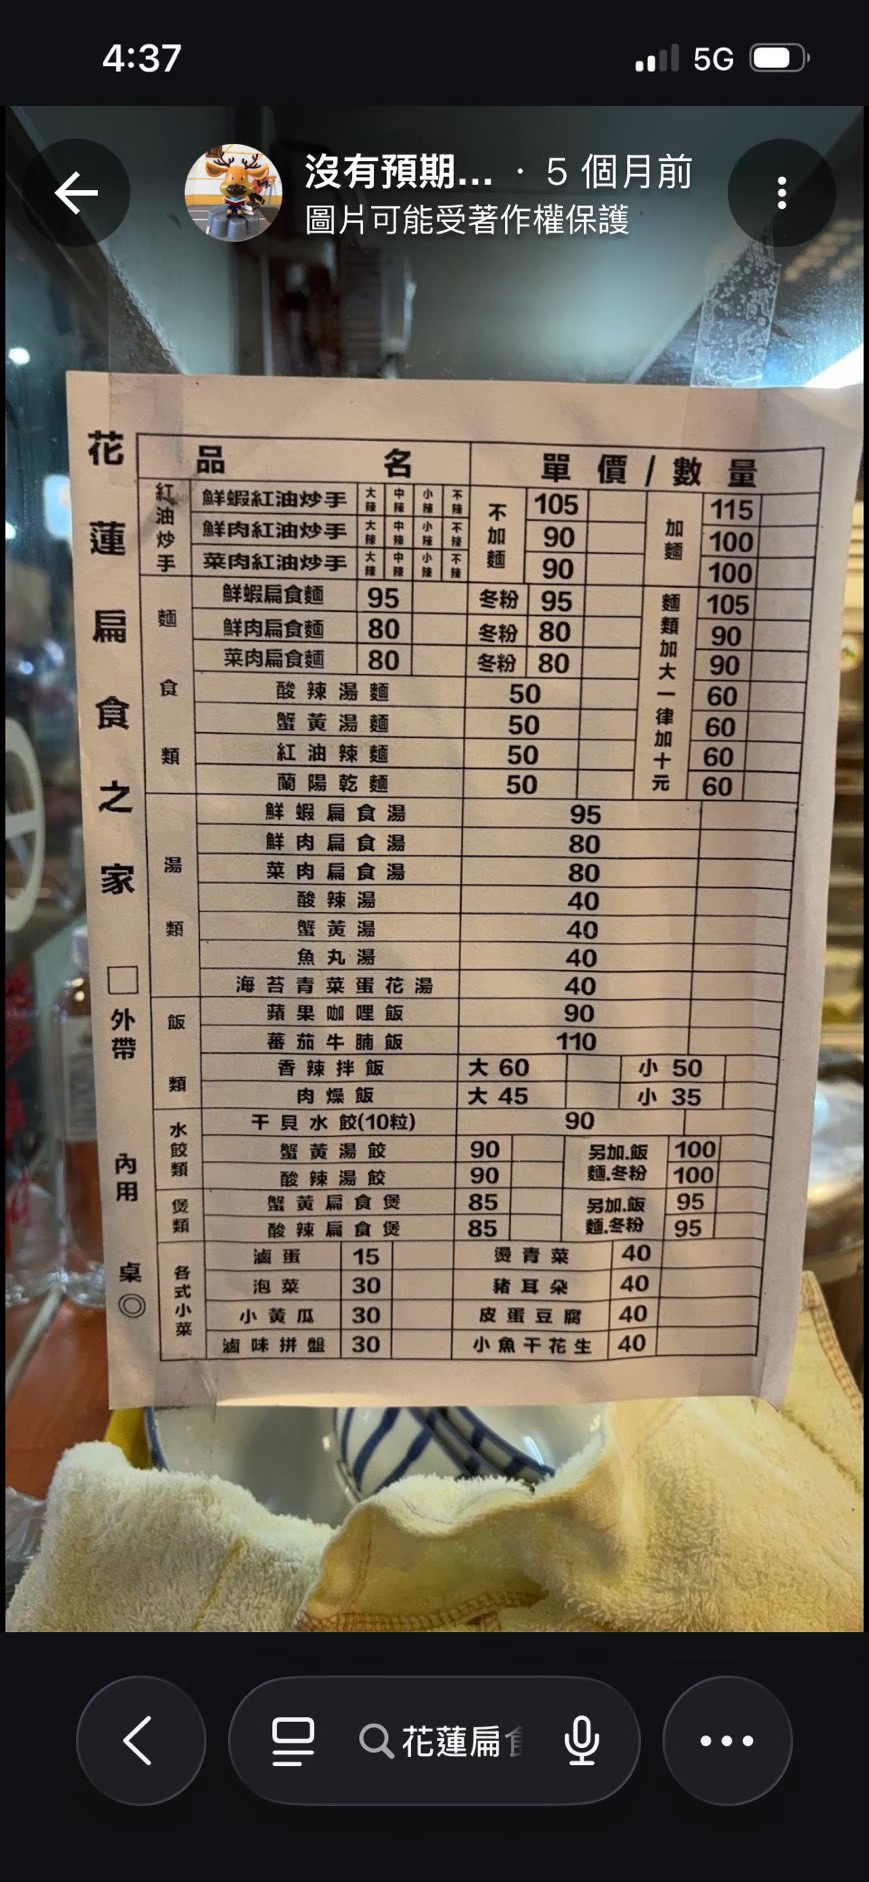 4:37
5G
沒有預期... · 5 個月前
圖片可能受著作權保護
花蓮扁食之家
□外帶
內用
桌◎
品名 單價/數量
紅油炒手
鮮蝦紅油炒手 大辣 中辣 小辣 不辣 不加麵 105 加麵 115
鮮肉紅油炒手 大辣 中辣 小辣 不辣 90 100
菜肉紅油炒手 大辣 中辣 小辣 不辣 90 100
麵食類
鮮蝦扁食麵 95 冬粉 95 麵類加大一律加十元 105
鮮肉扁食麵 80 冬粉 80 90
菜肉扁食麵 80 冬粉 80 90
酸辣湯麵 50 60
蟹黃湯麵 50 60
紅油辣麵 50 60
蘭陽乾麵 50 60
湯類
鮮蝦扁食湯 95
鮮肉扁食湯 80
菜肉扁食湯 80
酸辣湯 40
蟹黃湯 40
魚丸湯 40
海苔青菜蛋花湯 40
飯類
蘋果咖哩飯 90
蕃茄牛腩飯 110
香辣拌飯 大 60 小 50
肉燥飯 大 45 小 35
水餃類
干貝水餃(10粒) 90
蟹黃湯餃 90 另加.飯麵.冬粉 100
酸辣湯餃 90 100
煲類
蟹黃扁食煲 85 另加.飯麵.冬粉 95
酸辣扁食煲 85 95
各式小菜
滷蛋 15 燙青菜 40
泡菜 30 豬耳朵 40
小黃瓜 30 皮蛋豆腐 40
滷味拼盤 30 小魚干花生 40
花蓮扁